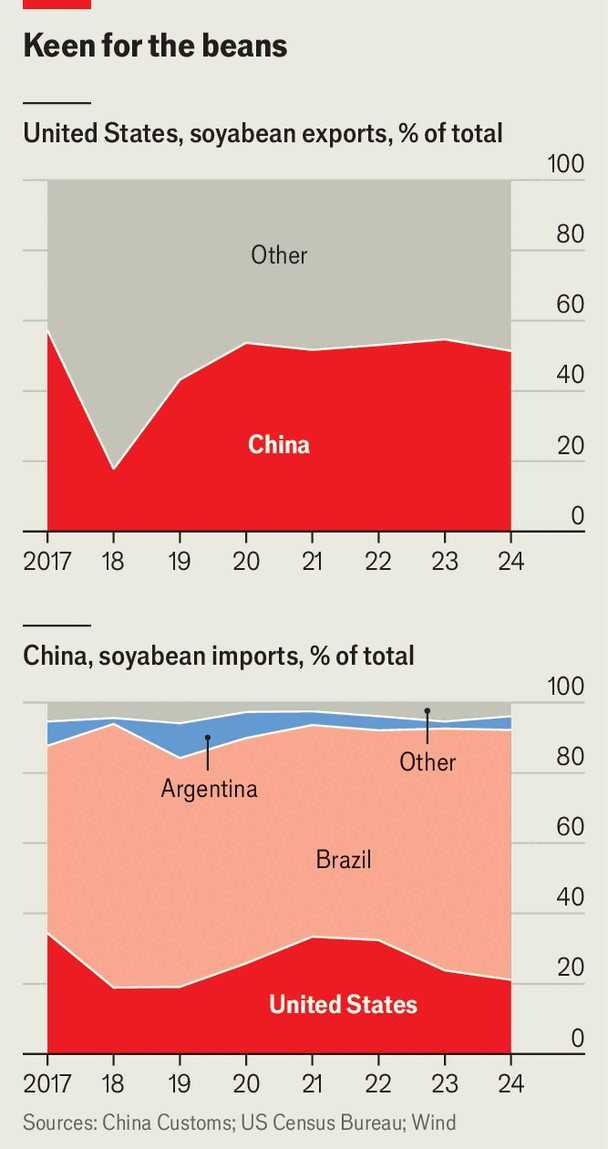 Keen for the beans
United States, soyabean exports, % of total
100
80
Other
60
40
China
20
0
2017 18 19 20 21 22 23 24
China, soyabean imports, % of total
100
80
Other
Argentina
60
Brazil
40
20
United States
0
2017 18 19 20 21 22 23 24
Sources: China Customs; US Census Bureau; Wind